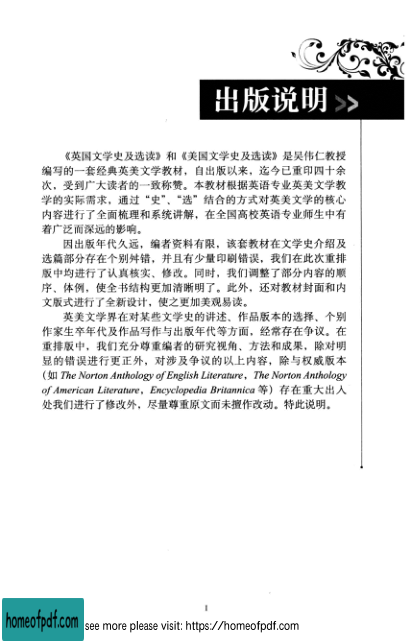 出版说明 >>
《英国文学史及选读》和《美国文学史及选读》是吴伟仁教授
编写的一套经典英美文学教材，自出版以来，迄今已重印四十余
次，受到广大读者的一致称赞。本教材根据英语专业英美文学教
学的实际需求，通过“史”、“选”结合的方式对英美文学的核心
内容进行了全面梳理和系统讲解，在全国高校英语专业师生中有
着广泛而深远的影响。
因出版年代久远，编者资料有限，该套教材在文学史介绍及
选篇部分存在个别舛错，并且有少量印刷错误，我们在此次重排
版中均进行了认真核实、修改。同时，我们调整了部分内容的顺
序、体例，使全书结构更加清晰明了。此外，还对教材封面和内
文版式进行了全新设计，使之更加美观易读。
英美文学界在对某些文学史的讲述、作品版本的选择、个别
作家生卒年代及作品写作与出版年代等方面，经常存在争议。在
重排版中，我们充分尊重编者的研究视角、方法和成果，除对明
显的错误进行更正外，对涉及争议的以上内容，除与权威版本
（如 The Norton Anthology of English Literature，The Norton Anthology
of American Literature，Encyclopedia Britannica 等）存在重大出入
处我们进行了修改外，尽量尊重原文而未擅作改动。特此说明。
I
homeofpdf.com
see more please visit: https://homeofpdf.com